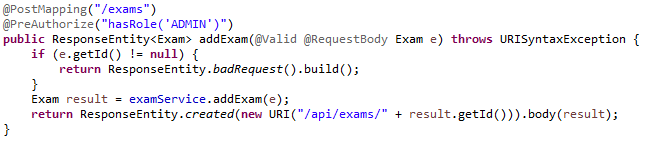 @PostMapping("/exams")
@PreAuthorize("hasRole('ADMIN')")
public ResponseEntity<Exam> addExam(@Valid @RequestBody Exam e) throws URISyntaxException {
    if (e.getId() != null) {
        return ResponseEntity.badRequest().build();
    }
    Exam result = examService.addExam(e);
    return ResponseEntity.created(new URI("/api/exams/" + result.getId())).body(result);
}